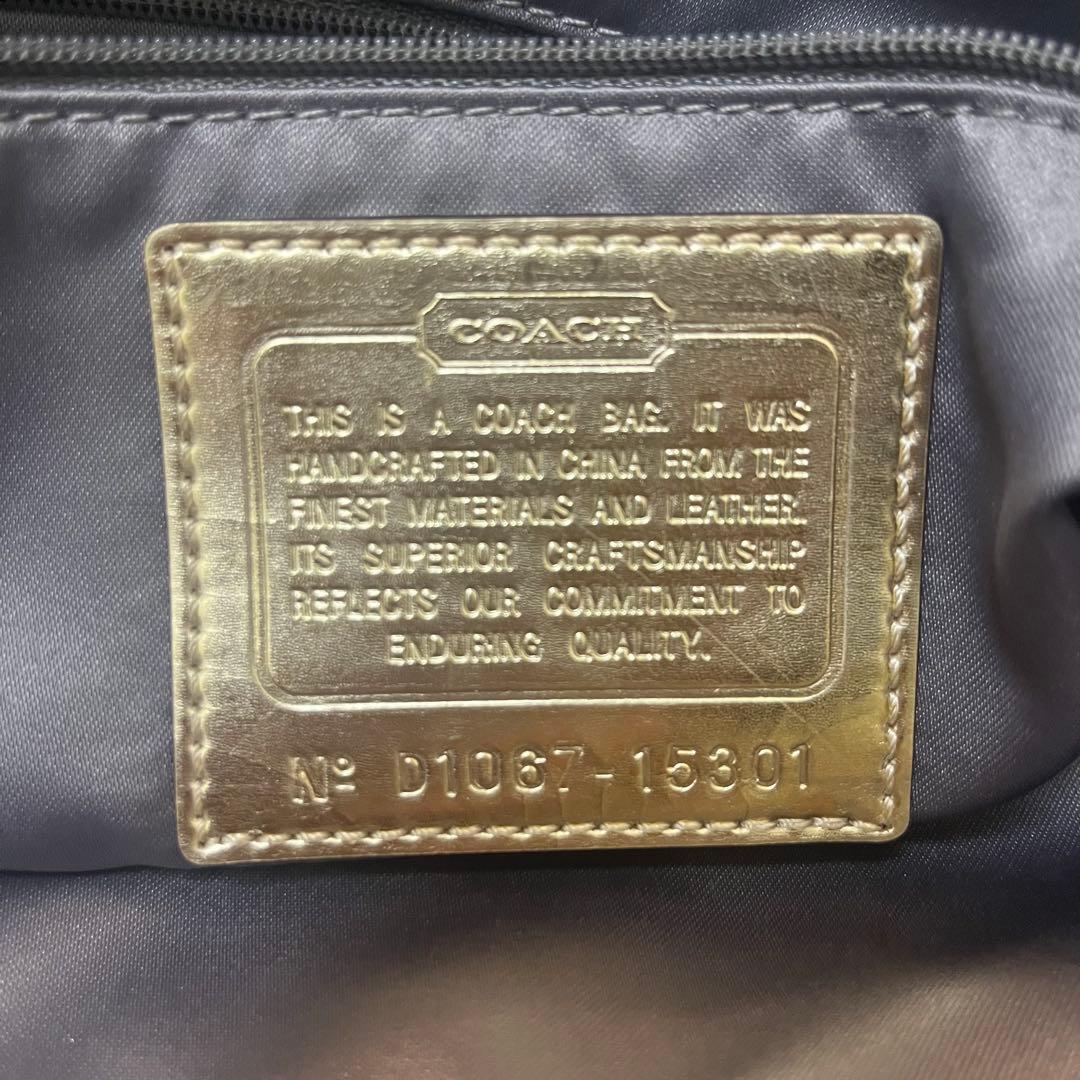 COACH
THIS IS A COACH BAG. IT WAS
HANDCRAFTED IN CHINA FROM THE
FINEST MATERIALS AND LEATHER.
ITS SUPERIOR CRAFTSMANSHIP
REFLECTS OUR COMMITMENT TO
ENDURING QUALITY.
Nº D1067-15301